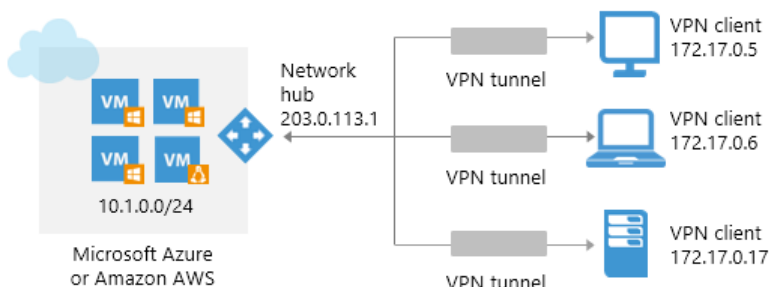 VM
VM
VM
VM
10.1.0.0/24
Microsoft Azure
or Amazon AWS
Network
hub
203.0.113.1
VPN tunnel
VPN client
172.17.0.5
VPN tunnel
VPN client
172.17.0.6
VPN tunnel
VPN client
172.17.0.17